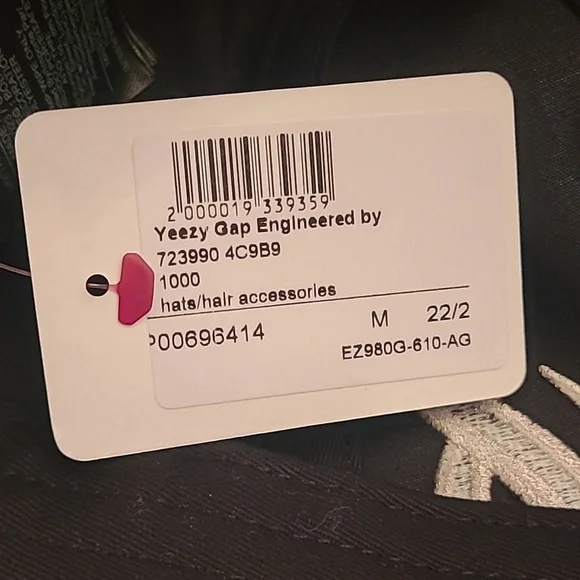 2 000019 339359
Yeezy Gap Engineered by
723990 4C9B9
1000
hats/hair accessories
P00696414
M 22/2
EZ980G-610-AG